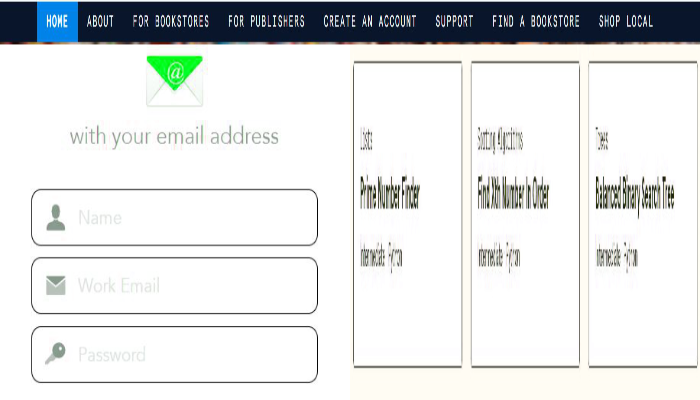 HOME ABOUT FOR BOOKSTORES FOR PUBLISHERS CREATE AN ACCOUNT SUPPORT FIND A BOOKSTORE SHOP LOCAL
@
with your email address
Name
Work Email
Password
Lists
Prime Number Finder
Intermediate Python
Sorting Algorithms
Find Xth Number In Order
Intermediate Python
Trees
Balanced Binary Search Tree
Intermediate Python